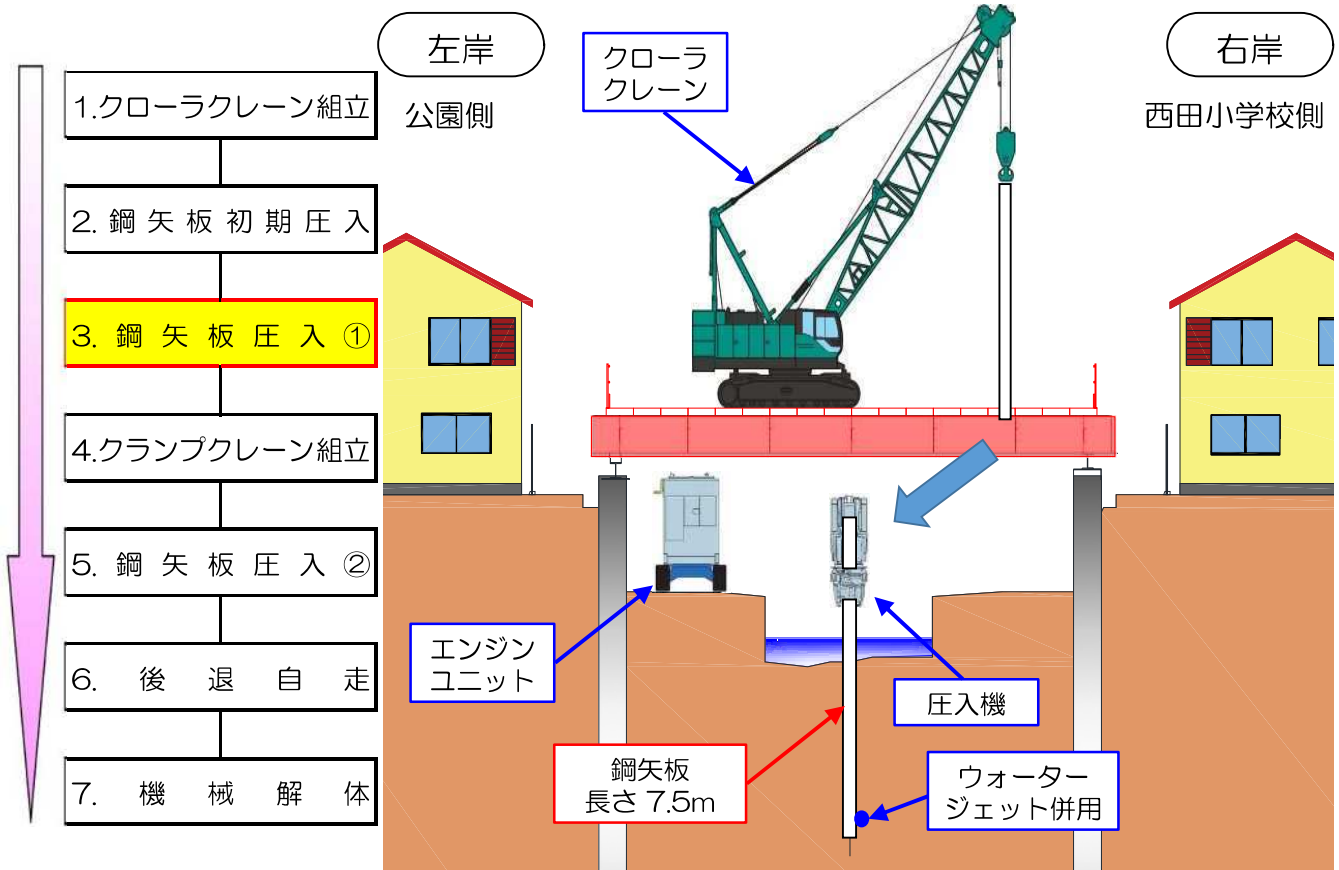 1.クローラクレーン組立
2. 鋼矢板初期圧入
3. 鋼矢板圧入①
4.クランプクレーン組立
5. 鋼矢板圧入②
6. 後退自走
7. 機械解体
左岸
公園側
クローラ
クレーン
右岸
西田小学校側
エンジン
ユニット
圧入機
鋼矢板
長さ 7.5m
ウォーター
ジェット併用